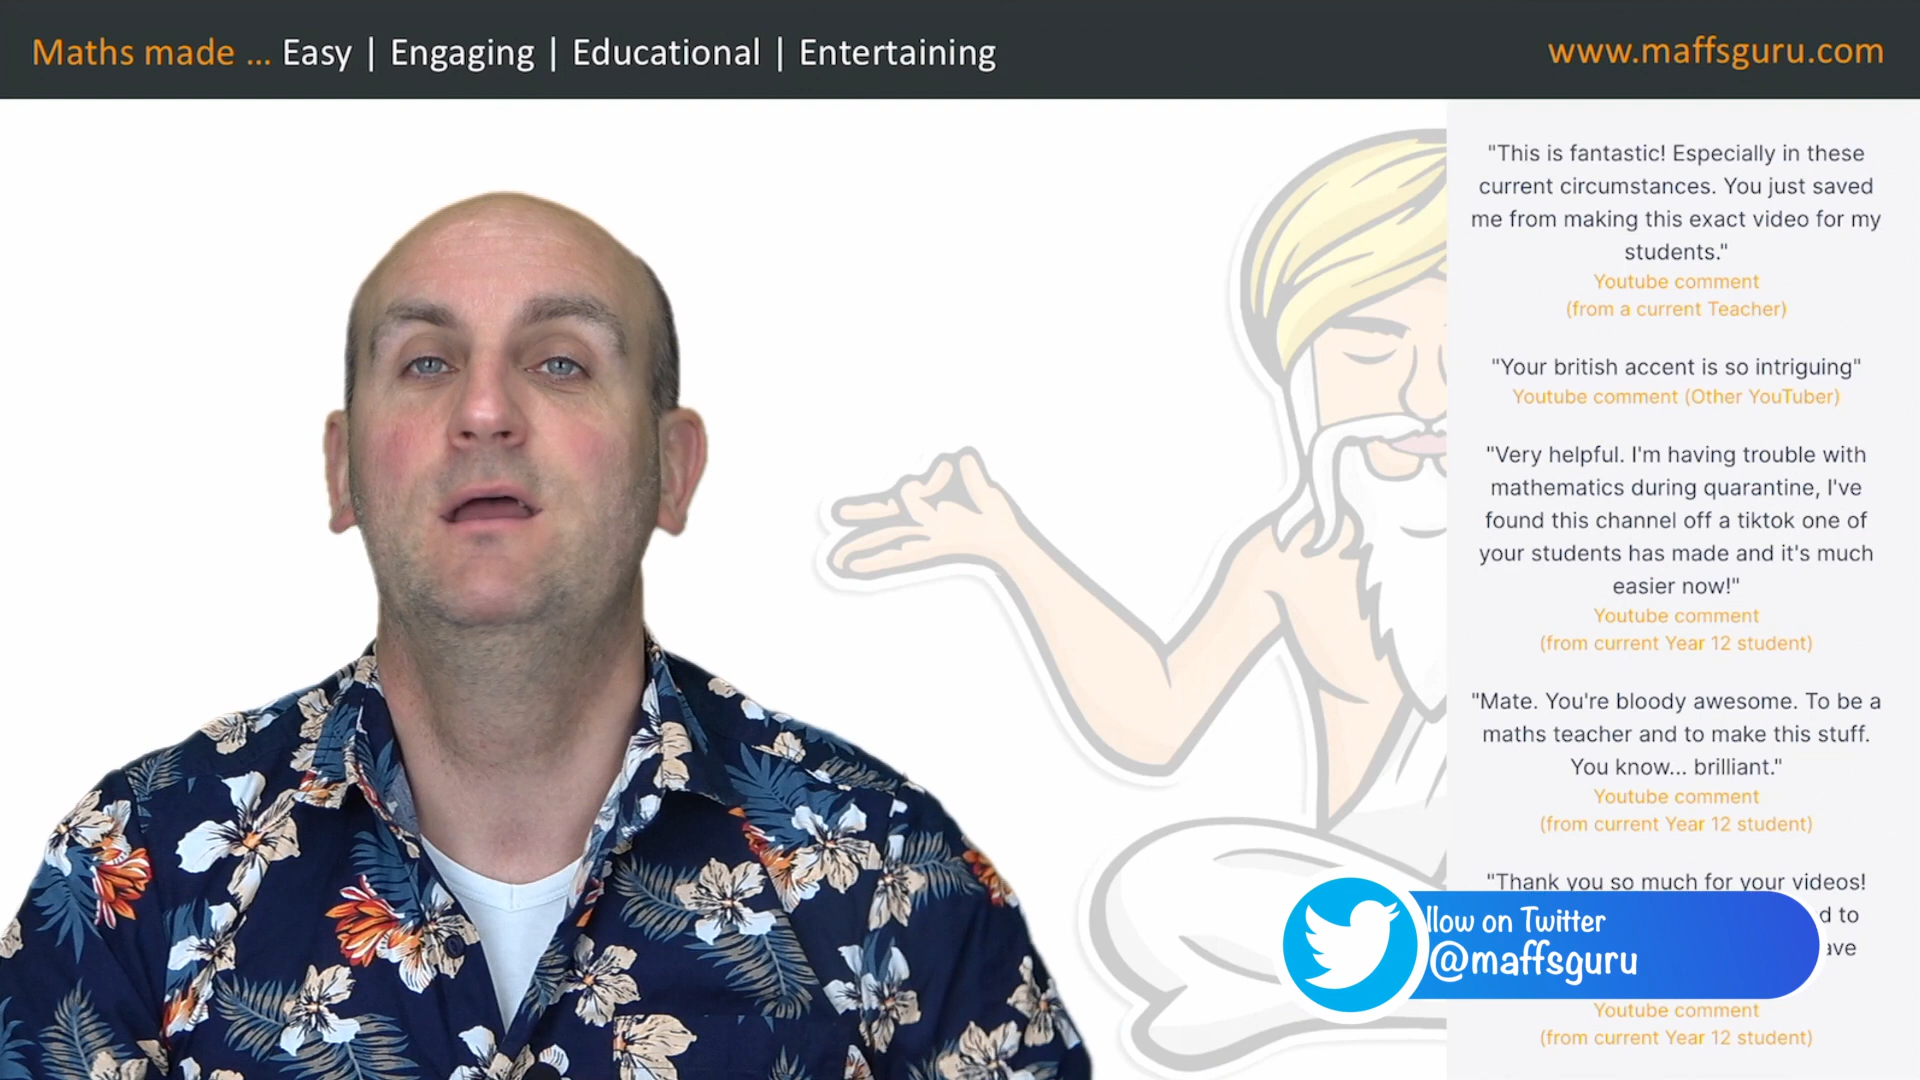 Maths made ... Easy | Engaging | Educational | Entertaining
www.maffsguru.com
"This is fantastic! Especially in these
current circumstances. You just saved
me from making this exact video for my
students."
Youtube comment
(from a current Teacher)
"Your british accent is so intriguing"
Youtube comment (Other YouTuber)
"Very helpful. I'm having trouble with
mathematics during quarantine, I've
found this channel off a tiktok one of
your students has made and it's much
easier now!"
Youtube comment
(from current Year 12 student)
"Mate. You're bloody awesome. To be a
maths teacher and to make this stuff.
You know... brilliant."
Youtube comment
(from current Year 12 student)
"Thank you so much for your videos!
to
llow on Twitter
@maffsguru
Youtube comment
(from current Year 12 student)